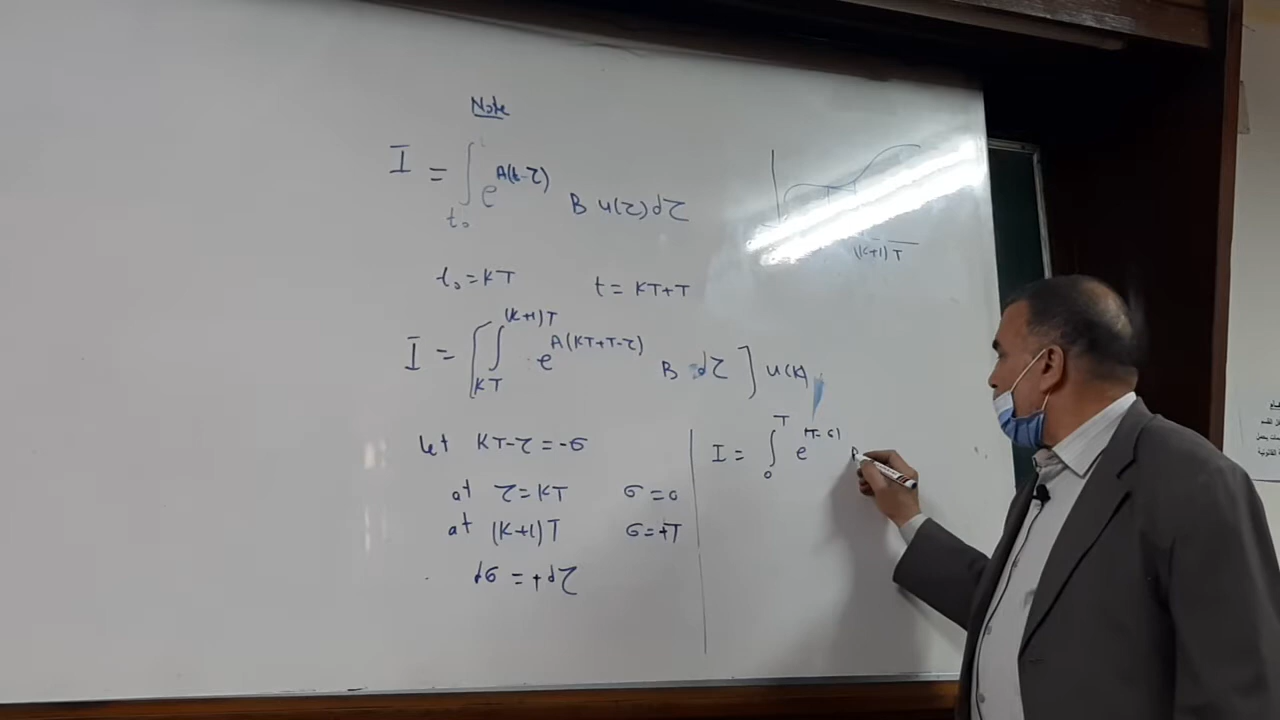 Note
I = ∫ e^A(t-τ) B u(τ) dτ
t₀
(K+1)T
t₀ = KT t = KT+T
I = [ ∫ e^A(KT+T-τ) B dτ ] u(K)
(K+1)T
KT
let KT-τ = -σ
at τ = KT σ = 0
at (K+1)T σ = +T
dσ = + dτ
I = ∫ e^(T-σ)
T
0